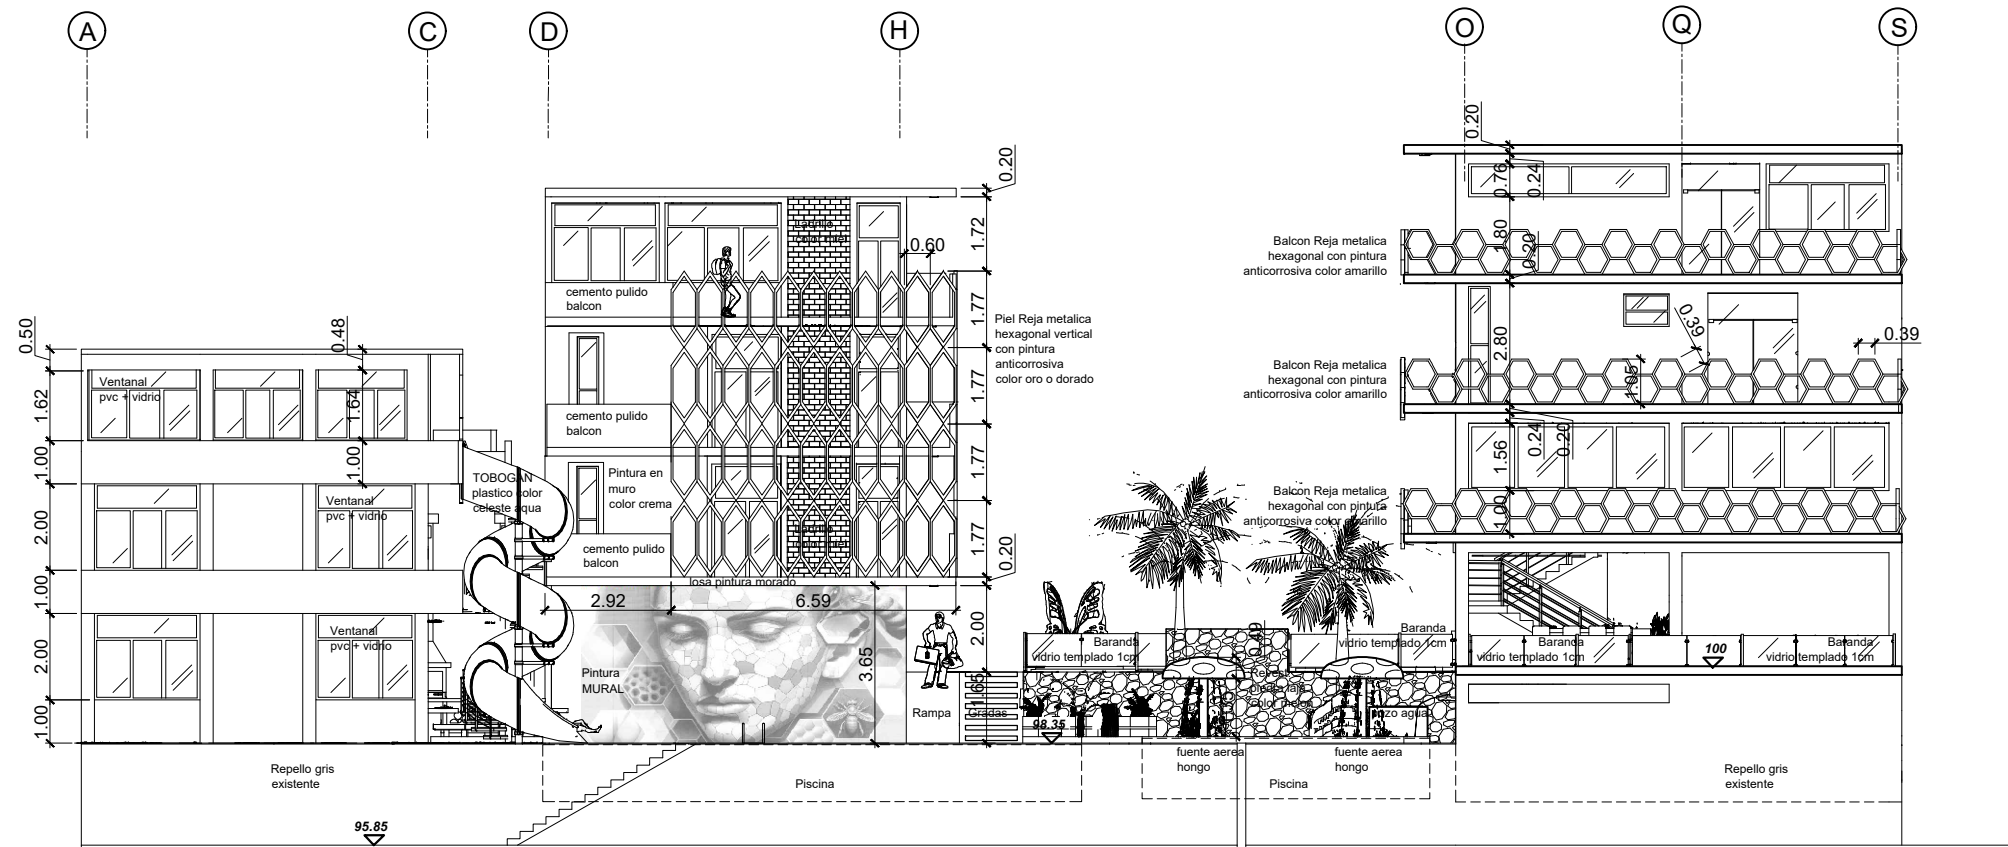 A
C
D
H
O
Q
S
0.50
0.48
1.62
1.64
1.00
1.00
2.00
1.00
2.00
1.00
Ventanal
pvc + vidrio
Ventanal
pvc + vidrio
Ventanal
pvc + vidrio
TOBOGAN
plastico color
celeste aqua
cemento pulido
balcon
cemento pulido
balcon
Pintura en
muro
color crema
cemento pulido
balcon
losa pintura morado
2.92
6.59
Pintura
MURAL
3.65
0.60
0.20
1.72
1.77
1.77
1.77
1.77
0.20
2.00
1.65
Piel Reja metalica
hexagonal vertical
con pintura
anticorrosiva
color oro o dorado
Rampa
Gradas
98.35
Baranda
vidrio templado 1cm
Baranda
vidrio templado 1cm
0.49
pozo agua
fuente aerea
hongo
fuente aerea
hongo
Piscina
Piscina
Repello gris
existente
95.85
Balcon Reja metalica
hexagonal con pintura
anticorrosiva color amarillo
Balcon Reja metalica
hexagonal con pintura
anticorrosiva color amarillo
Balcon Reja metalica
hexagonal con pintura
anticorrosiva color amarillo
0.20
0.76
0.24
1.80
0.20
2.80
0.39
0.39
1.05
0.24
0.20
1.56
1.00
Baranda
vidrio templado 1cm
100
Baranda
vidrio templado 1cm
Repello gris
existente